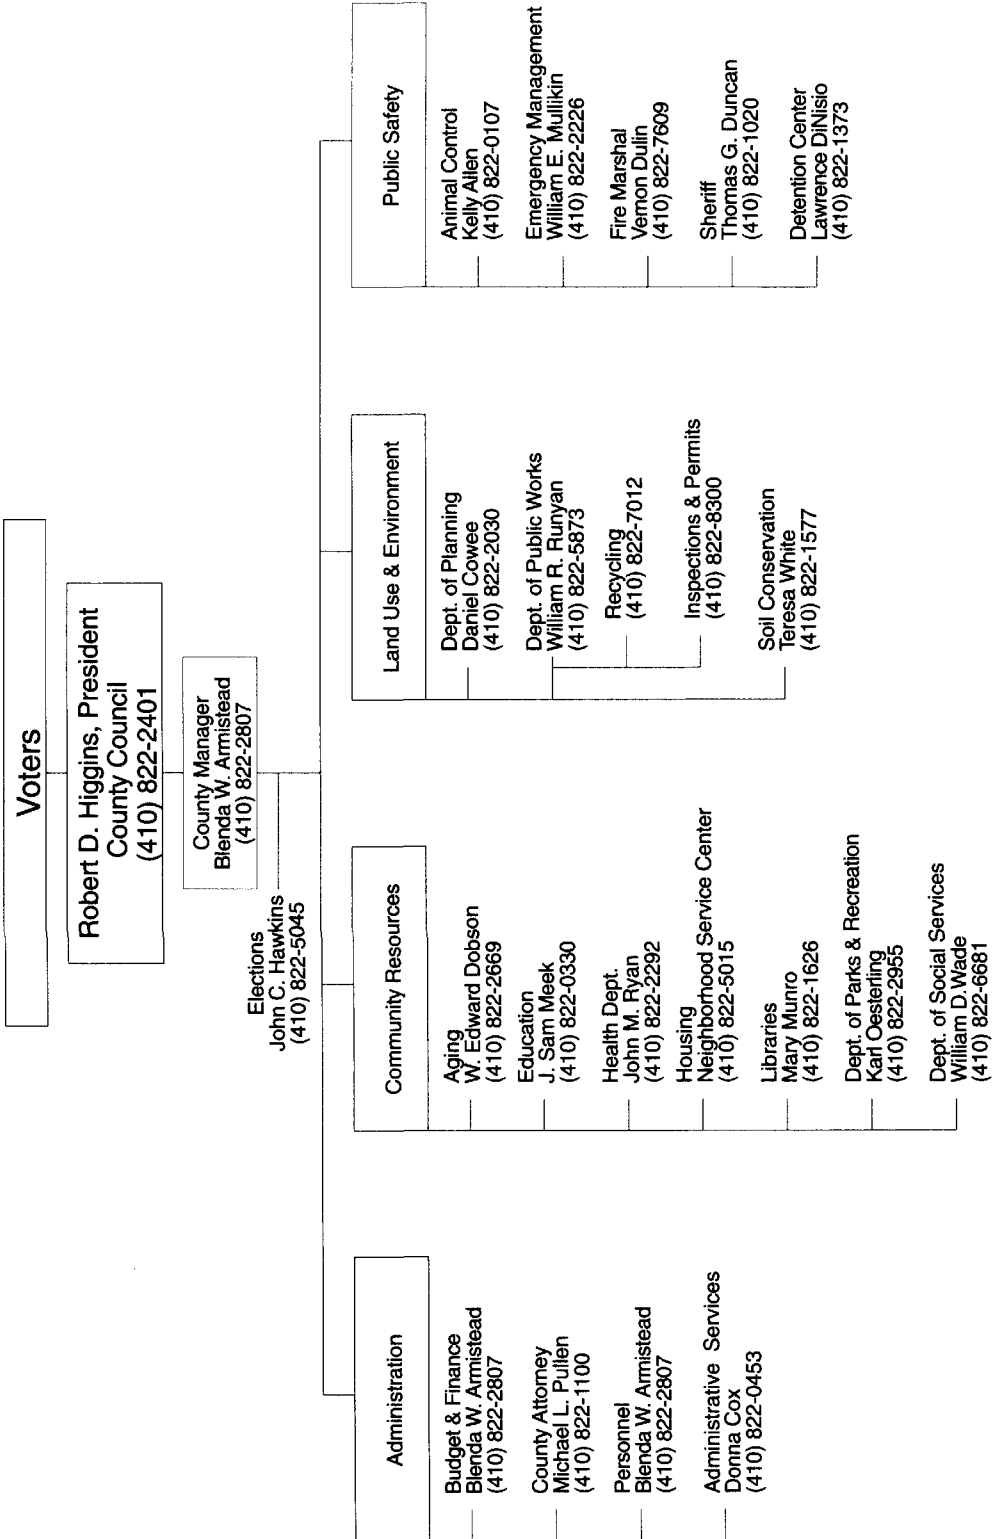 Voters
Robert D. Higgins, President
County Council
(410) 822-2401
County Manager
Blenda W. Armistead
(410) 822-2807
Elections
John C. Hawkins
(410) 822-5045
Administration
Budget & Finance
Blenda W. Armistead
(410) 822-2807
County Attorney
Michael L. Pullen
(410) 822-1100
Personnel
Blenda W. Armistead
(410) 822-2807
Administrative Services
Donna Cox
(410) 822-0453
Community Resources
Aging
W. Edward Dobson
(410) 822-2669
Education
J. Sam Meek
(410) 822-0330
Health Dept.
John M. Ryan
(410) 822-2292
Housing
Neighborhood Service Center
(410) 822-5015
Libraries
Mary Munro
(410) 822-1626
Dept. of Parks & Recreation
Karl Oesterling
(410) 822-2955
Dept. of Social Services
William D. Wade
(410) 822-6681
Land Use & Environment
Dept. of Planning
Daniel Cowee
(410) 822-2030
Dept. of Public Works
William R. Runyan
(410) 822-5873
Recycling
(410) 822-7012
Inspections & Permits
(410) 822-8300
Soil Conservation
Teresa White
(410) 822-1577
Public Safety
Animal Control
Kelly Allen
(410) 822-0107
Emergency Management
William E. Mullikin
(410) 822-2226
Fire Marshal
Vernon Dulin
(410) 822-7609
Sheriff
Thomas G. Duncan
(410) 822-1020
Detention Center
Lawrence DiNisio
(410) 822-1373